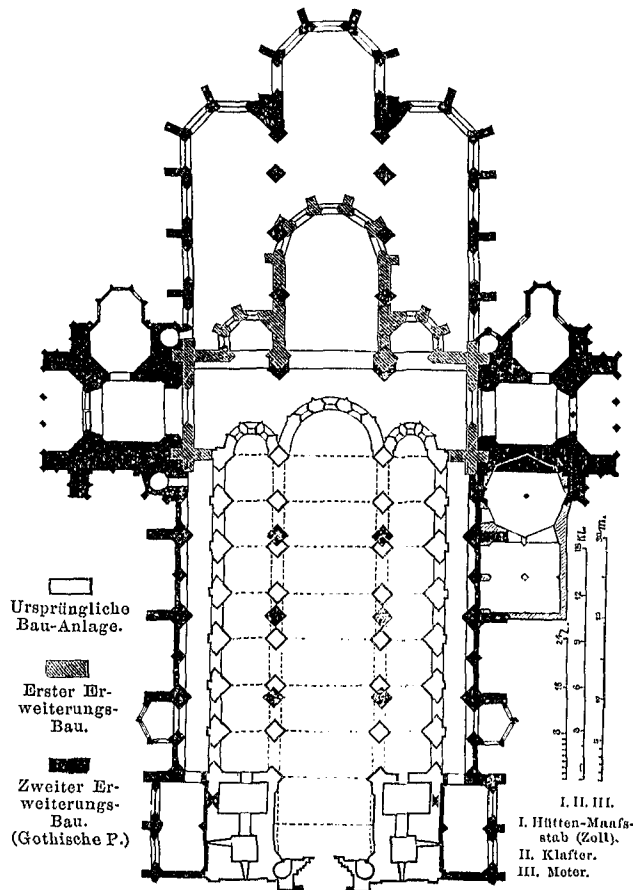 Ursprüngliche
Bau-Anlage.
Erster Er-
weiterungs-
Bau.
Zweiter Er-
weiterungs-
Bau.
(Gothische P.)
I. II. III.
I. Hütten-Maafs-
stab (Zoll).
II. Klafter.
III. Meter.